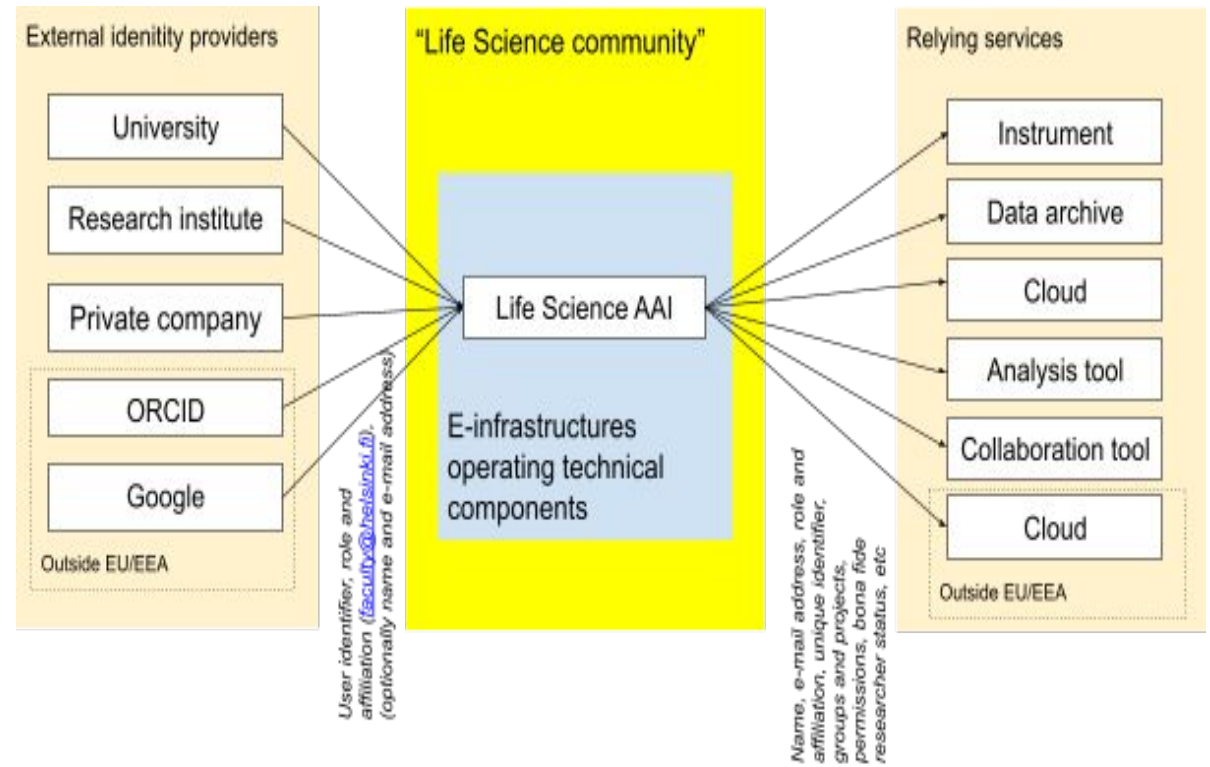 External idenitity providers
University
Research institute
Private company
ORCID
Google
Outside EU/EEA
User identifier, role and
affiliation (faculty@helsinki.fi).
(optionally name and e-mail address)
“Life Science community”
Life Science AAI
E-infrastructures
operating technical
components
Name, e-mail address, role and
affiliation, unique identifier,
groups and projects,
permissions, bona fide
researcher status, etc
Relying services
Instrument
Data archive
Cloud
Analysis tool
Collaboration tool
Cloud
Outside EU/EEA